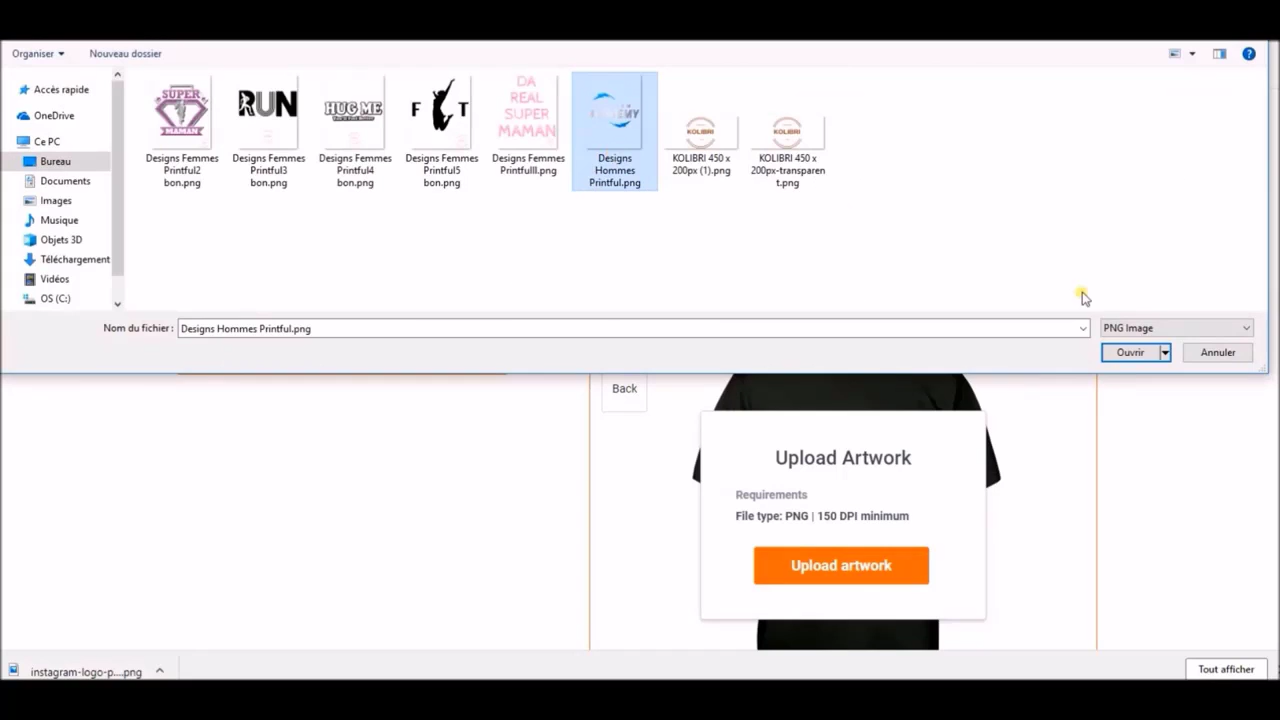 Organiser
Nouveau dossier
Accès rapide
OneDrive
Ce PC
Bureau
Documents
Images
Musique
Objets 3D
Téléchargement
Vidéos
OS (C:)
SUPER
MAMAN
Designs Femmes
Printful2
bon.png
RUN
Designs Femmes
Printful3
bon.png
HUG ME
Designs Femmes
Printful4
bon.png
F T
Designs Femmes
Printful5
bon.png
DA
REAL
SUPER
MAMAN
Designs Femmes
Printfulll.png
Designs
Hommes
Printful.png
KOLIBRI
KOLIBRI 450 x
200px (1).png
KOLIBRI
KOLIBRI 450 x
200px-transparen
t.png
Nom du fichier :
Designs Hommes Printful.png
PNG Image
Ouvrir
Annuler
Back
Upload Artwork
Requirements
File type: PNG | 150 DPI minimum
Upload artwork
instagram-logo-p....png
Tout afficher